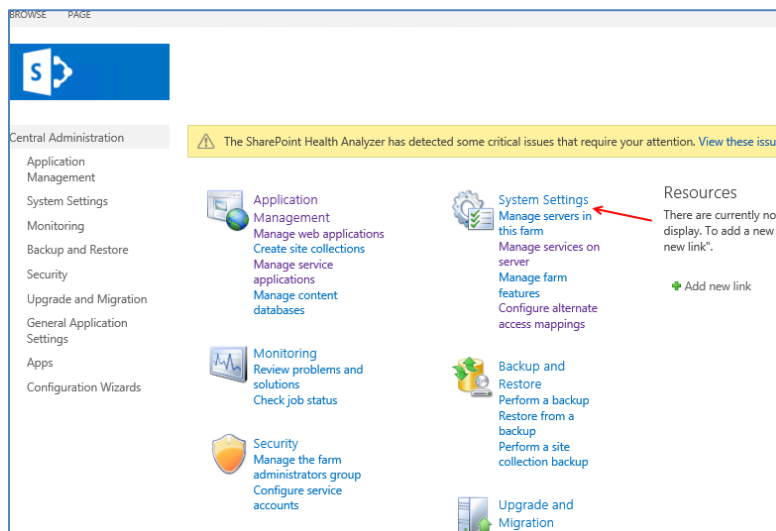 BROWSE PAGE
S
Central Administration
Application
Management
System Settings
Monitoring
Backup and Restore
Security
Upgrade and Migration
General Application
Settings
Apps
Configuration Wizards
The SharePoint Health Analyzer has detected some critical issues that require your attention. View these issu
Application
Management
Manage web applications
Create site collections
Manage service
applications
Manage content
databases
Monitoring
Review problems and
solutions
Check job status
Security
Manage the farm
administrators group
Configure service
accounts
System Settings
Manage servers in
this farm
Manage services on
server
Manage farm
features
Configure alternate
access mappings
Backup and
Restore
Perform a backup
Restore from a
backup
Perform a site
collection backup
Upgrade and
Migration
Resources
There are currently no
display. To add a new
new link".
Add new link